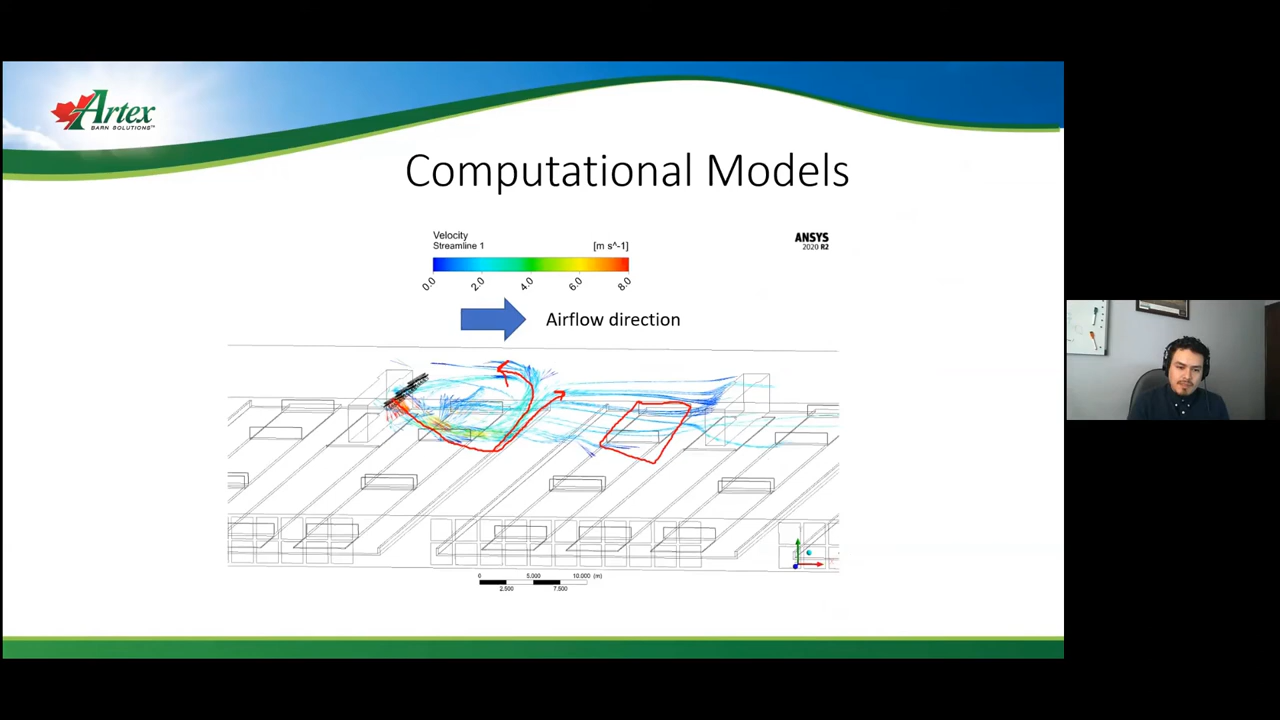 Artex
BARN SOLUTIONS™
Computational Models
Velocity
Streamline 1
[m s^-1]
ANSYS
2020 R2
0.0 2.0 4.0 6.0 8.0
Airflow direction
0 5.000 10.000 (m)
2.500 7.500